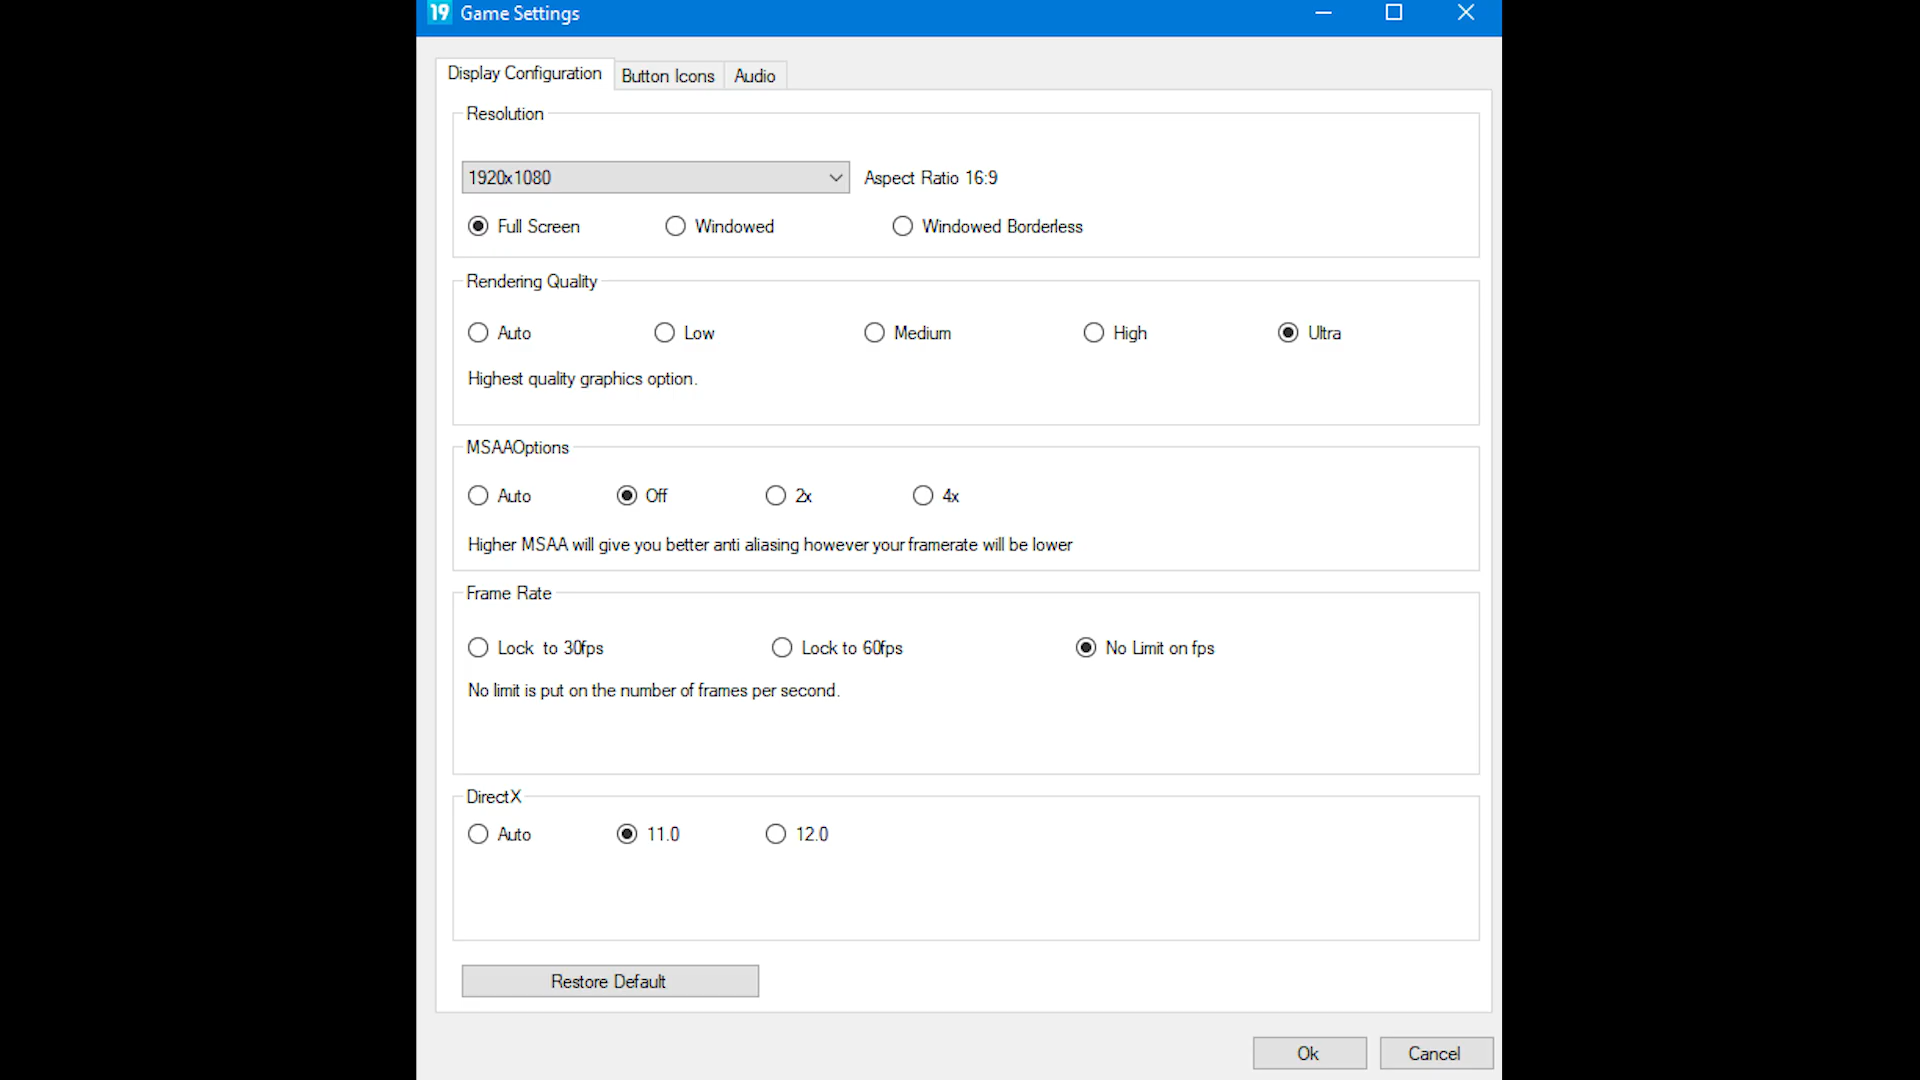 19 Game Settings
Display Configuration Button Icons Audio
Resolution
1920x1080 Aspect Ratio 16:9
Full Screen Windowed Windowed Borderless
Rendering Quality
Auto Low Medium High Ultra
Highest quality graphics option.
MSAAOptions
Auto Off 2x 4x
Higher MSAA will give you better anti aliasing however your framerate will be lower
Frame Rate
Lock to 30fps Lock to 60fps No Limit on fps
No limit is put on the number of frames per second.
DirectX
Auto 11.0 12.0
Restore Default
Ok Cancel